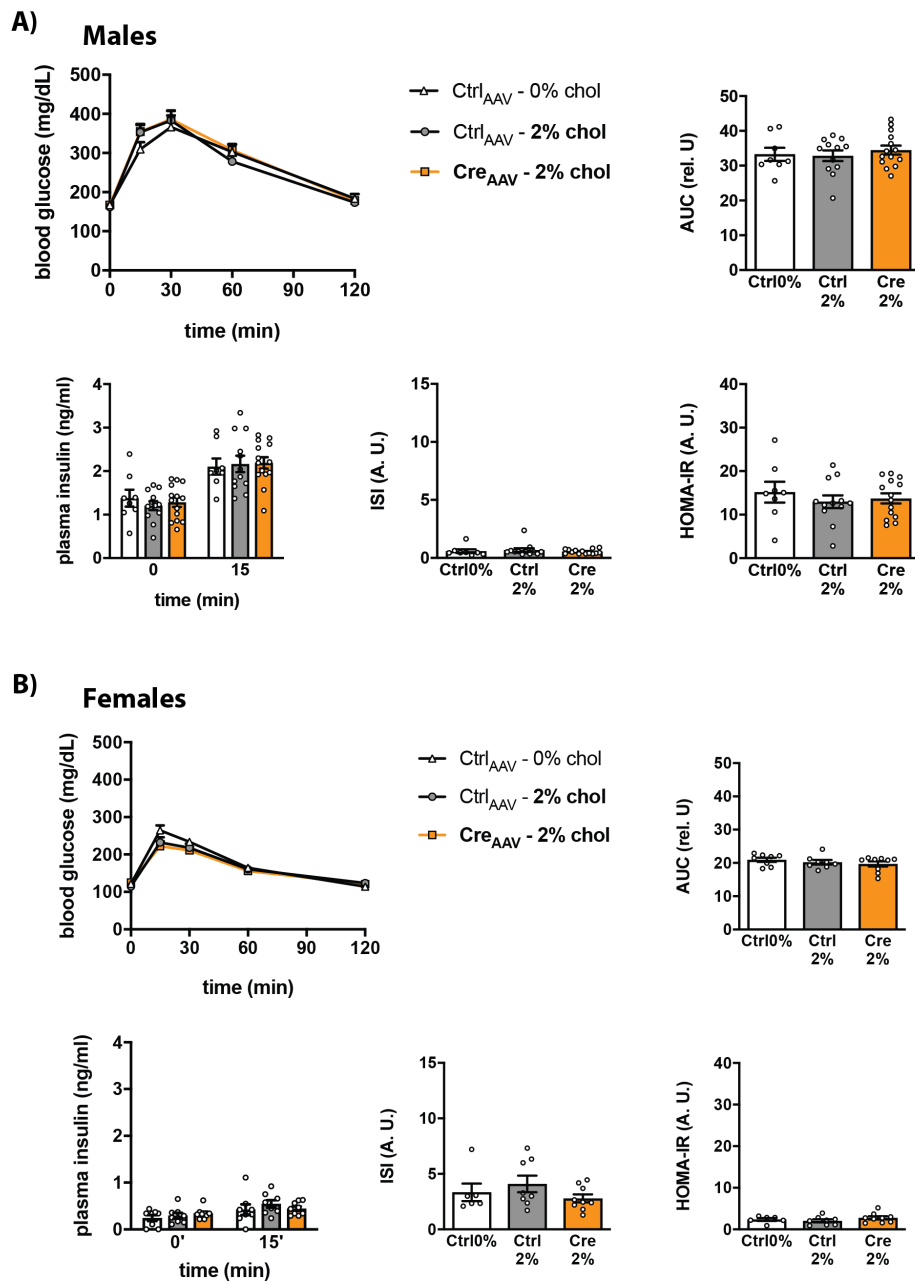 A)
Males
blood glucose (mg/dL)
500
400
300
200
100
0
0 30 60 90 120
time (min)
CtrlAAV - 0% chol
CtrlAAV - 2% chol
CreAAV - 2% chol
AUC (rel. U)
50
40
30
20
10
0
Ctrl0% Ctrl Cre
2% 2%
plasma insulin (ng/ml)
4
3
2
1
0
0 15
time (min)
ISI (A. U.)
15
10
5
0
Ctrl0% Ctrl Cre
2% 2%
HOMA-IR (A. U.)
40
30
20
10
0
Ctrl0% Ctrl Cre
2% 2%
B)
Females
blood glucose (mg/dL)
500
400
300
200
100
0
0 30 60 90 120
time (min)
CtrlAAV - 0% chol
CtrlAAV - 2% chol
CreAAV - 2% chol
AUC (rel. U)
50
40
30
20
10
0
Ctrl0% Ctrl Cre
2% 2%
plasma insulin (ng/ml)
4
3
2
1
0
0' 15'
time (min)
ISI (A. U.)
15
10
5
0
Ctrl0% Ctrl Cre
2% 2%
HOMA-IR (A. U.)
40
30
20
10
0
Ctrl0% Ctrl Cre
2% 2%